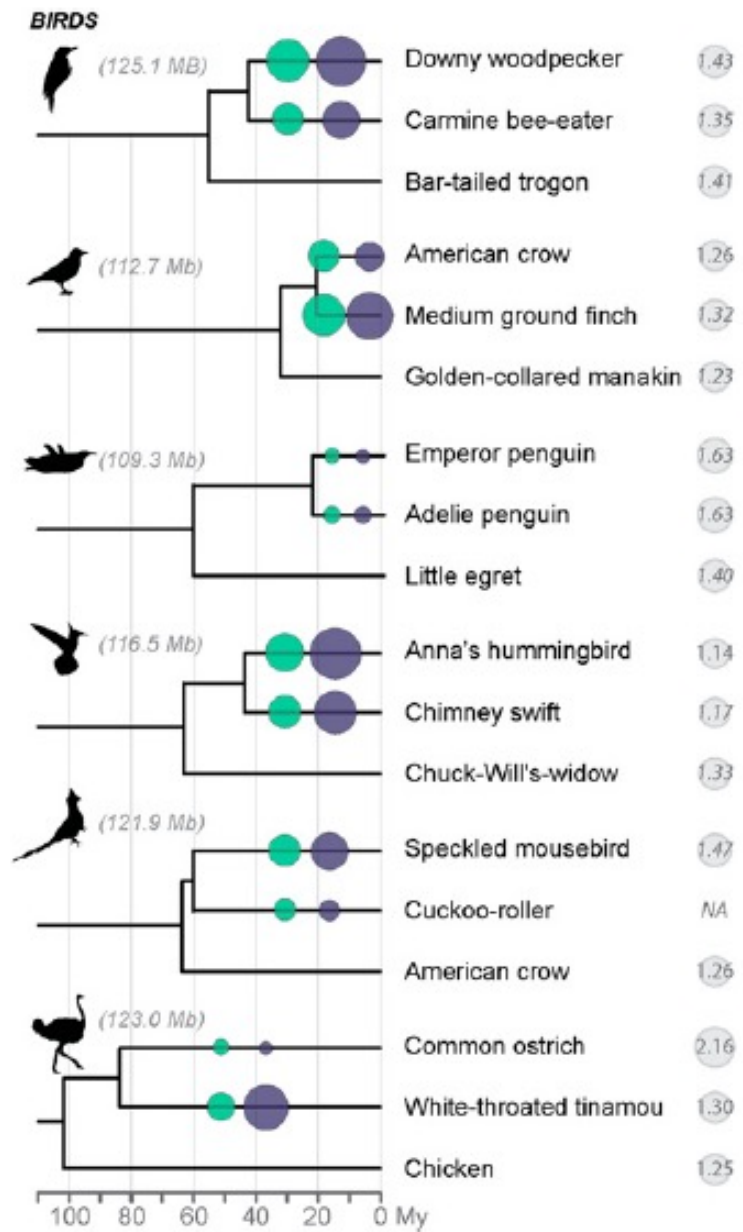 BIRDS
(125.1 MB)
Downy woodpecker 1.43
Carmine bee-eater 1.35
Bar-tailed trogon 1.41
(112.7 Mb)
American crow 1.26
Medium ground finch 1.32
Golden-collared manakin 1.23
(109.3 Mb)
Emperor penguin 1.63
Adelie penguin 1.63
Little egret 1.40
(116.5 Mb)
Anna's hummingbird 1.14
Chimney swift 1.17
Chuck-Will's-widow 1.33
(121.9 Mb)
Speckled mousebird 1.47
Cuckoo-roller NA
American crow 1.26
(123.0 Mb)
Common ostrich 2.16
White-throated tinamou 1.30
Chicken 1.25
100 80 60 40 20 0 My